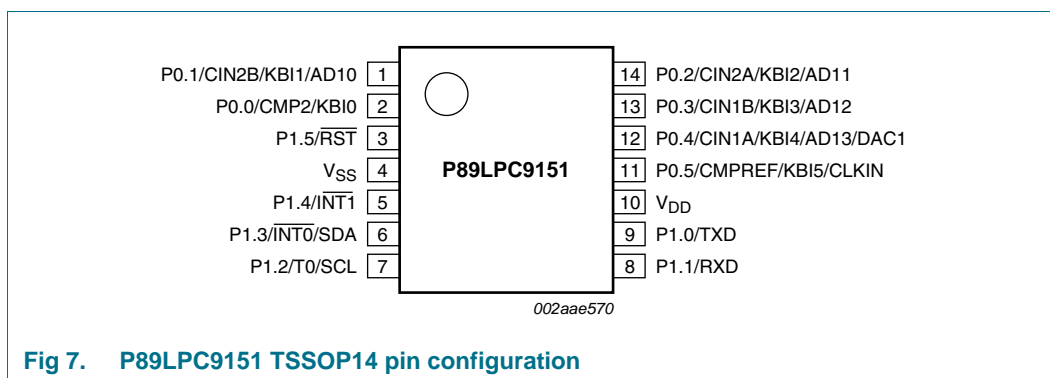 P0.1/CIN2B/KBI1/AD10 1
P0.0/CMP2/KBI0 2
P1.5/R̅S̅T̅ 3
VSS 4
P1.4/I̅N̅T̅1̅ 5
P1.3/I̅N̅T̅0̅/SDA 6
P1.2/T0/SCL 7
P89LPC9151
14 P0.2/CIN2A/KBI2/AD11
13 P0.3/CIN1B/KBI3/AD12
12 P0.4/CIN1A/KBI4/AD13/DAC1
11 P0.5/CMPREF/KBI5/CLKIN
10 VDD
9 P1.0/TXD
8 P1.1/RXD
002aae570
Fig 7. P89LPC9151 TSSOP14 pin configuration